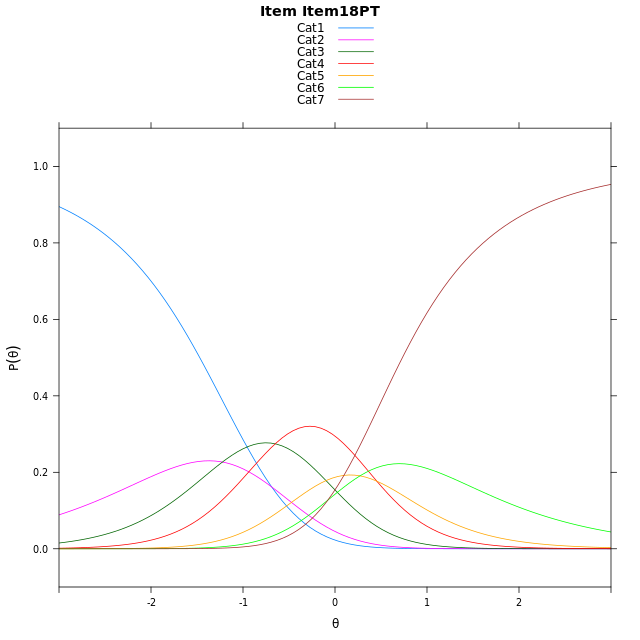 Item Item18PT
Cat1
Cat2
Cat3
Cat4
Cat5
Cat6
Cat7
1.0
0.8
0.6
0.4
0.2
0.0
P(θ)
-2 -1 0 1 2
θ